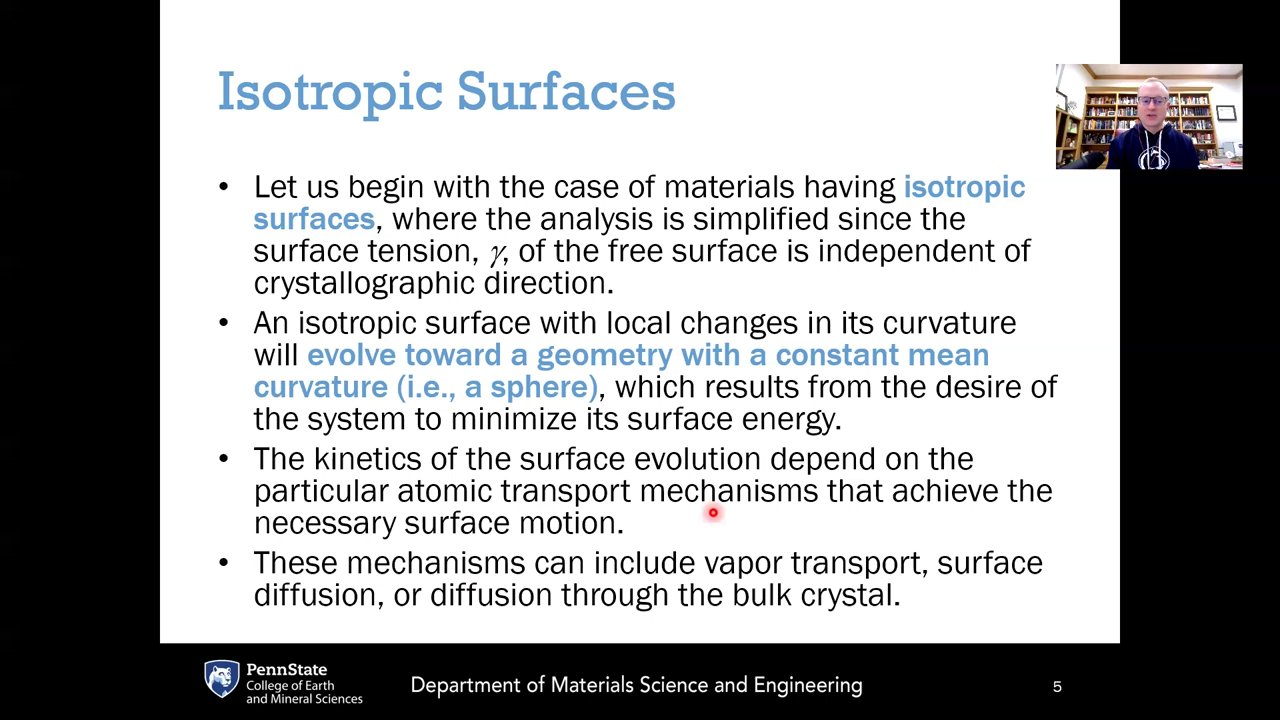 Isotropic Surfaces
• Let us begin with the case of materials having isotropic
surfaces, where the analysis is simplified since the
surface tension, γ, of the free surface is independent of
crystallographic direction.
• An isotropic surface with local changes in its curvature
will evolve toward a geometry with a constant mean
curvature (i.e., a sphere), which results from the desire of
the system to minimize its surface energy.
• The kinetics of the surface evolution depend on the
particular atomic transport mechanisms that achieve the
necessary surface motion.
• These mechanisms can include vapor transport, surface
diffusion, or diffusion through the bulk crystal.
PennState
College of Earth
and Mineral Sciences
Department of Materials Science and Engineering
5